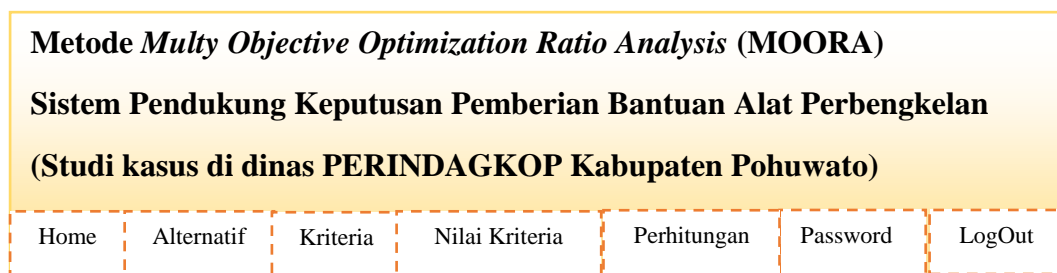 Metode Multy Objective Optimization Ratio Analysis (MOORA)
Sistem Pendukung Keputusan Pemberian Bantuan Alat Perbengkelan
(Studi kasus di dinas PERINDAGKOP Kabupaten Pohuwato)
Home Alternatif Kriteria Nilai Kriteria Perhitungan Password LogOut